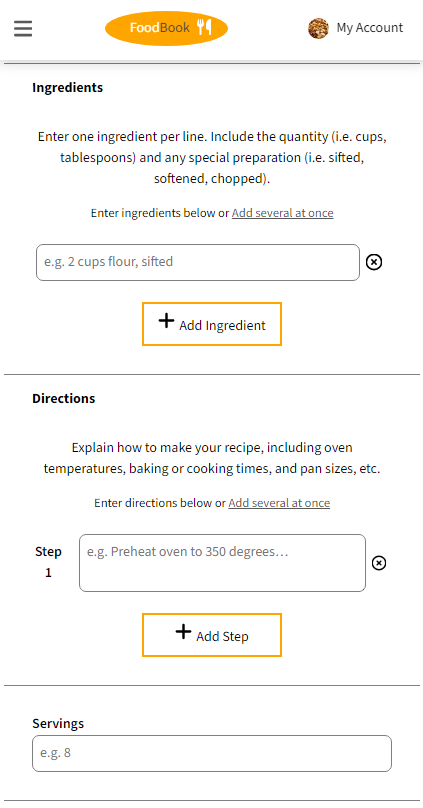 FoodBook
My Account
Ingredients
Enter one ingredient per line. Include the quantity (i.e. cups,
tablespoons) and any special preparation (i.e. sifted,
softened, chopped).
Enter ingredients below or Add several at once
e.g. 2 cups flour, sifted
Add Ingredient
Directions
Explain how to make your recipe, including oven
temperatures, baking or cooking times, and pan sizes, etc.
Enter directions below or Add several at once
Step
1
e.g. Preheat oven to 350 degrees...
Add Step
Servings
e.g. 8